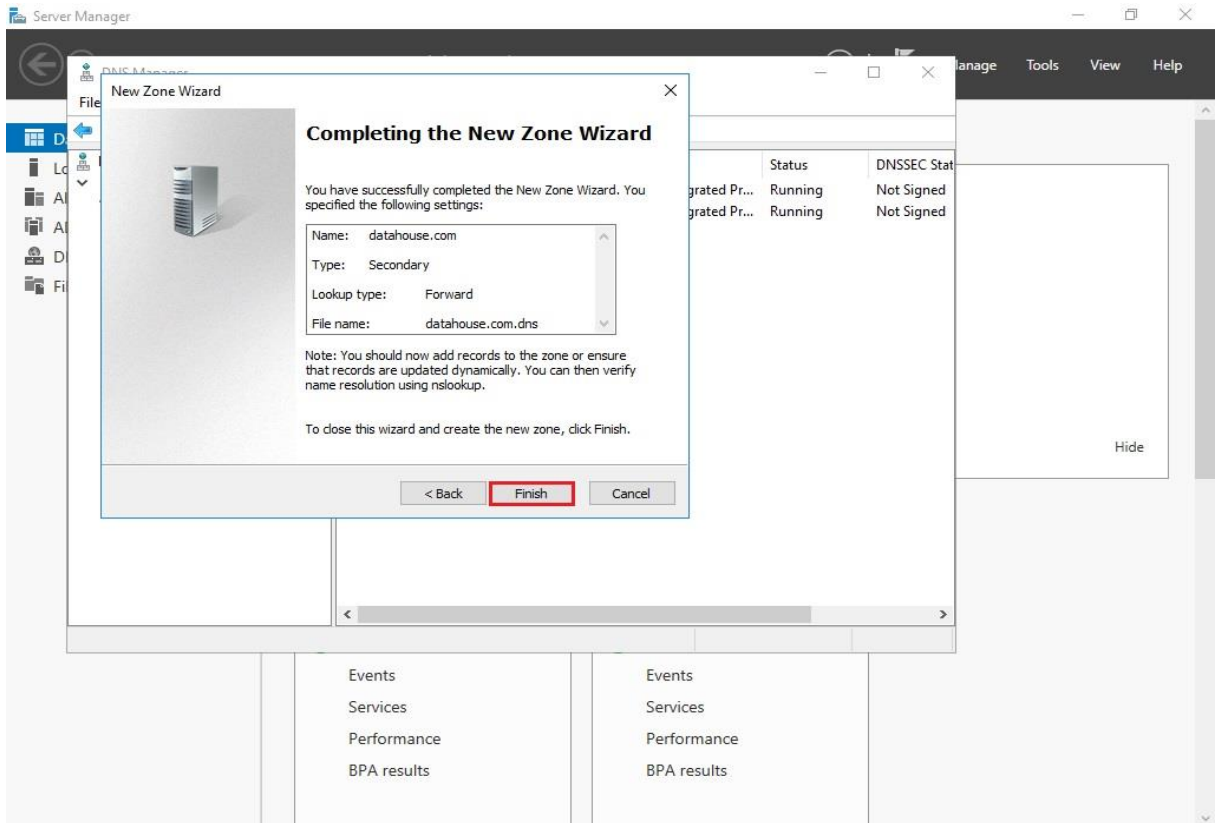 Server Manager
Manage Tools View Help
DNS Manager
File
New Zone Wizard
Completing the New Zone Wizard
You have successfully completed the New Zone Wizard. You
specified the following settings:
Name: datahouse.com
Type: Secondary
Lookup type: Forward
File name: datahouse.com.dns
Note: You should now add records to the zone or ensure
that records are updated dynamically. You can then verify
name resolution using nslookup.
To close this wizard and create the new zone, click Finish.
< Back Finish Cancel
Status DNSSEC Stat
grated Pr... Running Not Signed
grated Pr... Running Not Signed
Hide
Events
Services
Performance
BPA results
Events
Services
Performance
BPA results